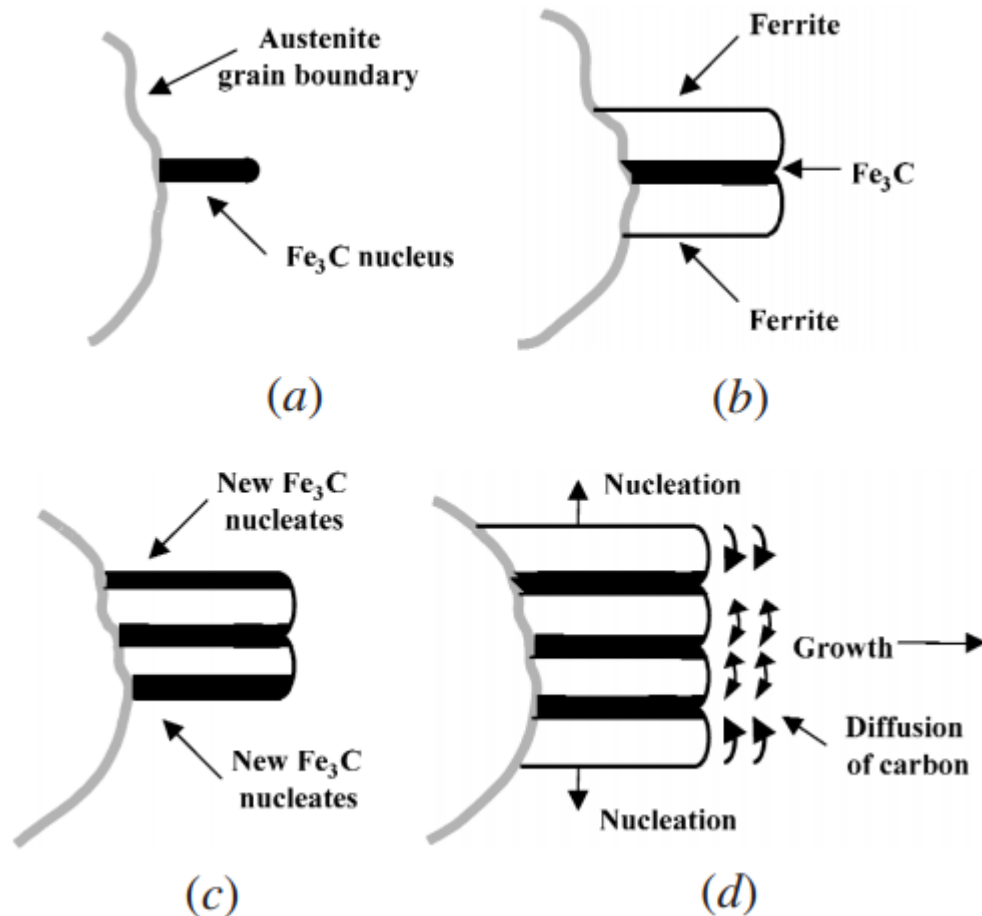 Austenite
grain boundary
Fe₃C nucleus
(a)
Ferrite
Fe₃C
Ferrite
(b)
New Fe₃C
nucleates
New Fe₃C
nucleates
(c)
Nucleation
Growth
Diffusion
of carbon
Nucleation
(d)